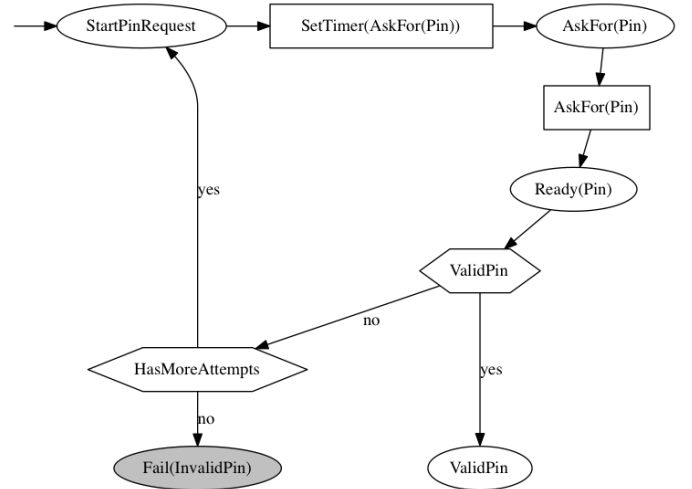 StartPinRequest
SetTimer(AskFor(Pin))
AskFor(Pin)
AskFor(Pin)
Ready(Pin)
ValidPin
no
yes
HasMoreAttempts
yes
no
Fail(InvalidPin)
ValidPin